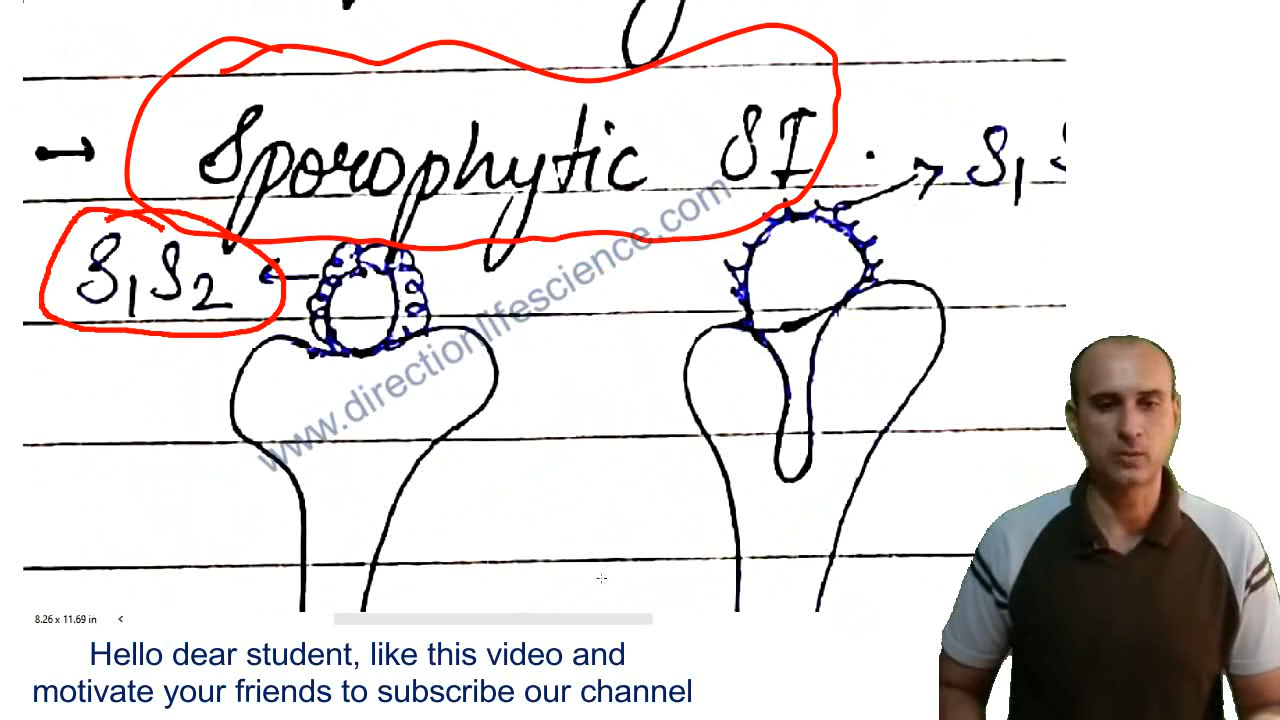 → Sporophytic SI .
→ S₁
S₁S₂ ←
www.directionlifescience.com
8.26 x 11.69 in <
Hello dear student, like this video and
motivate your friends to subscribe our channel